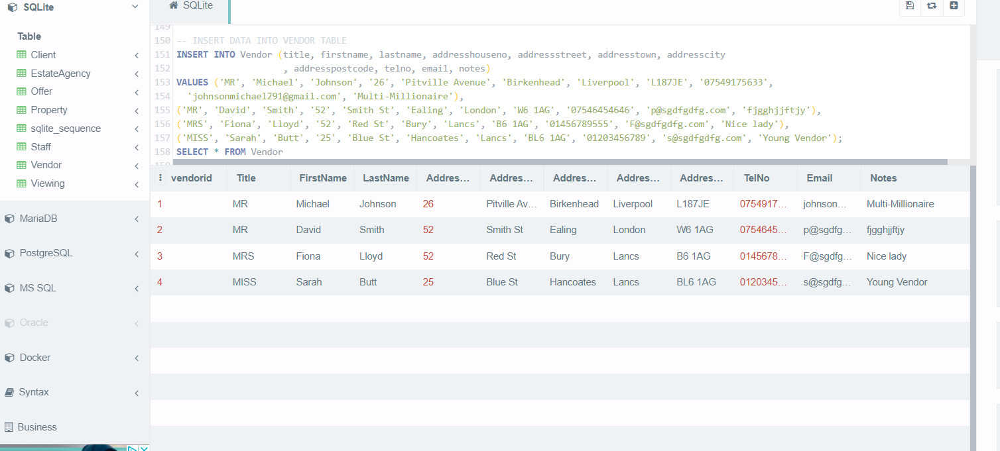 SQLite
SQLite
Table
Client
EstateAgency
Offer
Property
sqlite_sequence
Staff
Vendor
Viewing
MariaDB
PostgreSQL
MS SQL
Oracle
Docker
Syntax
Business
149
150 -- INSERT DATA INTO VENDOR TABLE
151 INSERT INTO Vendor (title, firstname, lastname, addresshouseno, addressstreet, addresstown, addresscity
152 , addresspostcode, telno, email, notes)
153 VALUES ('MR', 'Michael', 'Johnson', '26', 'Pitville Avenue', 'Birkenhead', 'Liverpool', 'L187JE', '07549175633',
154 'johnsonmichael291@gmail.com', 'Multi-Millionaire'),
155 ('MR', 'David', 'Smith', '52', 'Smith St', 'Ealing', 'London', 'W6 1AG', '07546454646', 'p@sgdfgdfg.com', 'fjgghjjftjy'),
156 ('MRS', 'Fiona', 'Lloyd', '52', 'Red St', 'Bury', 'Lancs', 'B6 1AG', '01456789555', 'F@sgdfgdfg.com', 'Nice lady'),
157 ('MISS', 'Sarah', 'Butt', '25', 'Blue St', 'Hancoates', 'Lancs', 'BL6 1AG', '01203456789', 's@sgdfgdfg.com', 'Young Vendor');
158 SELECT * FROM Vendor
vendorid Title FirstName LastName Addres... Addres... Addres... Addres... Addres... TelNo Email Notes
1 MR Michael Johnson 26 Pitville Av... Birkenhead Liverpool L187JE 0754917... johnson... Multi-Millionaire
2 MR David Smith 52 Smith St Ealing London W6 1AG 0754645... p@sgdfg... fjgghjjftjy
3 MRS Fiona Lloyd 52 Red St Bury Lancs B6 1AG 0145678... F@sgdfg... Nice lady
4 MISS Sarah Butt 25 Blue St Hancoates Lancs BL6 1AG 0120345... s@sgdfg... Young Vendor